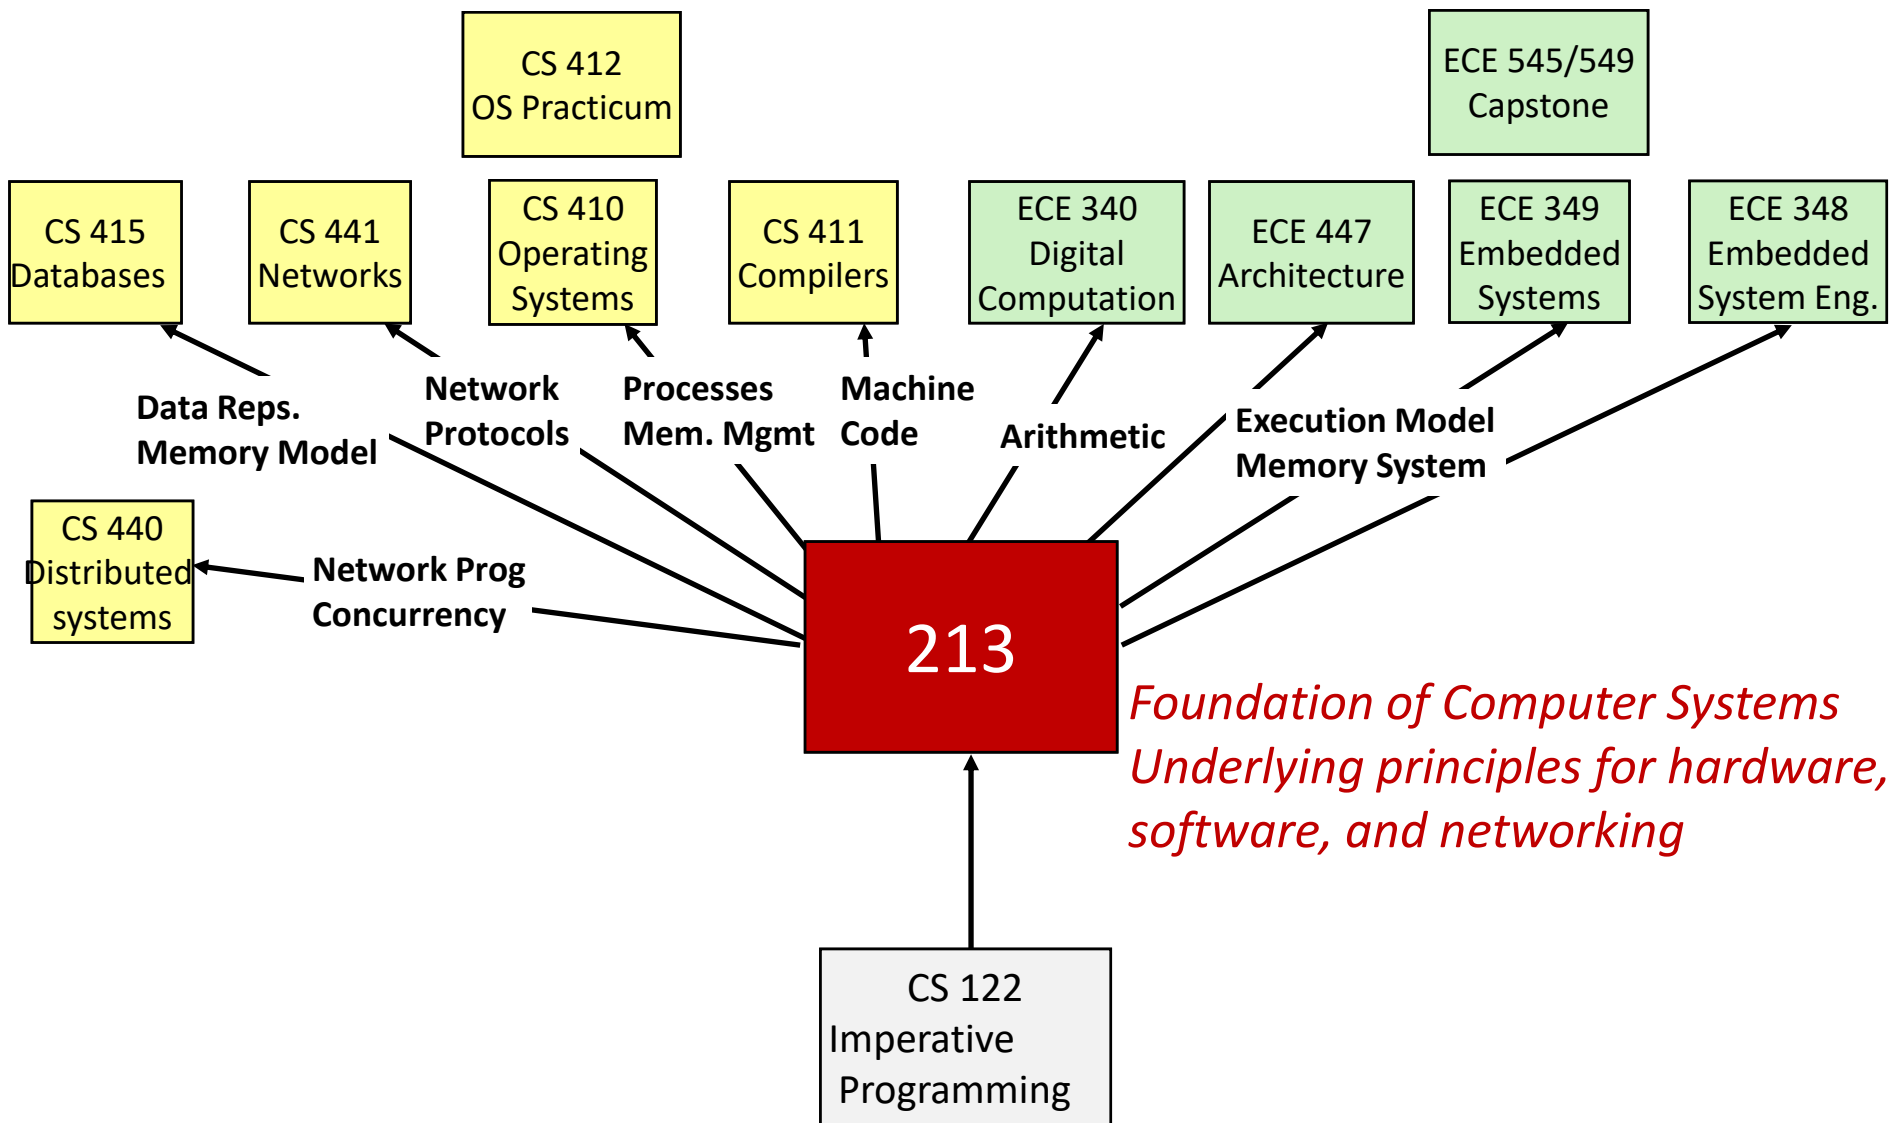 CS 412
OS Practicum
ECE 545/549
Capstone
CS 415
Databases
CS 441
Networks
CS 410
Operating
Systems
CS 411
Compilers
ECE 340
Digital
Computation
ECE 447
Architecture
ECE 349
Embedded
Systems
ECE 348
Embedded
System Eng.
Data Reps.
Memory Model
Network
Protocols
Processes
Mem. Mgmt
Machine
Code
Arithmetic
Execution Model
Memory System
CS 440
Distributed
systems
Network Prog
Concurrency
213
Foundation of Computer Systems
Underlying principles for hardware,
software, and networking
CS 122
Imperative
Programming